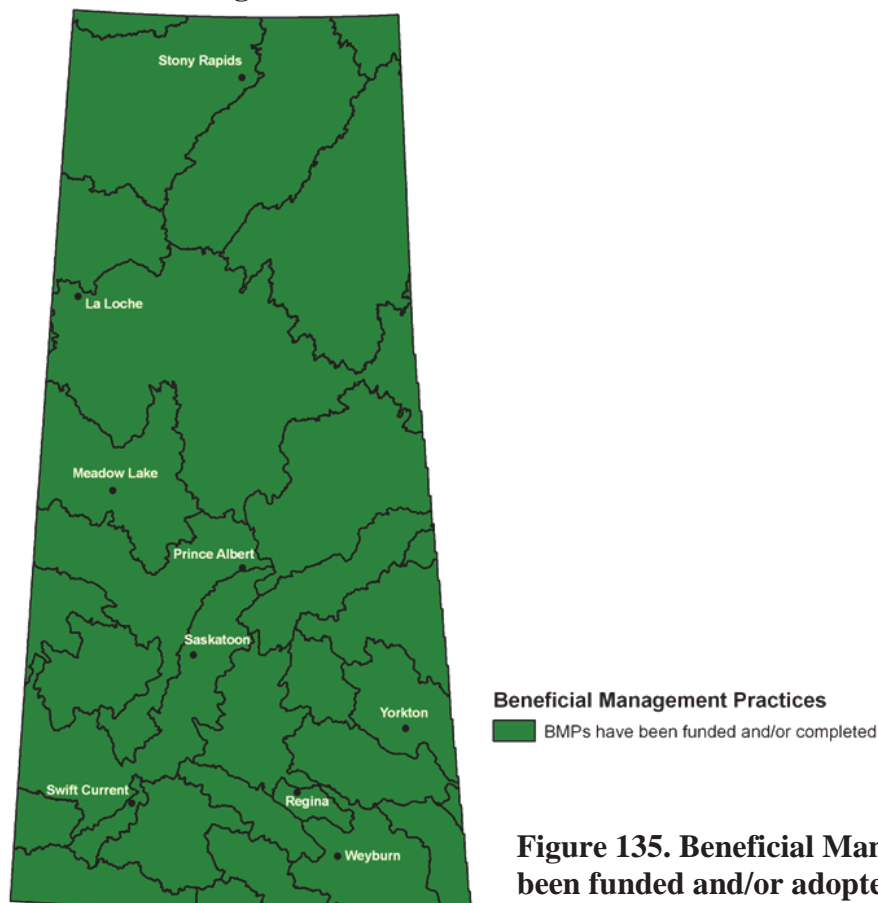 Stony Rapids
La Loche
Meadow Lake
Prince Albert
Saskatoon
Beneficial Management Practices
Yorkton
BMPs have been funded and/or completed
Swift Current
Regina
Figure 135. Beneficial Man
Weyburn
been funded and/or adopte